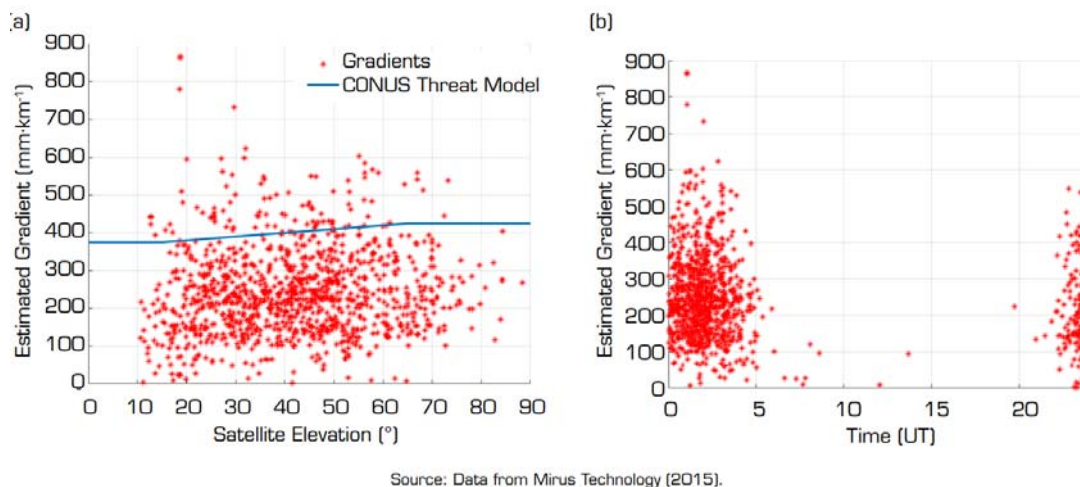 (a)
900
800
700
600
500
400
300
200
100
0
Estimated Gradient (mm·km⁻¹)
Gradients
CONUS Threat Model
0 10 20 30 40 50 60 70 80 90
Satellite Elevation (°)
(b)
900
800
700
600
500
400
300
200
100
0
Estimated Gradient (mm·km⁻¹)
0 5 10 15 20
Time (UT)
Source: Data from Mirus Technology (2015).